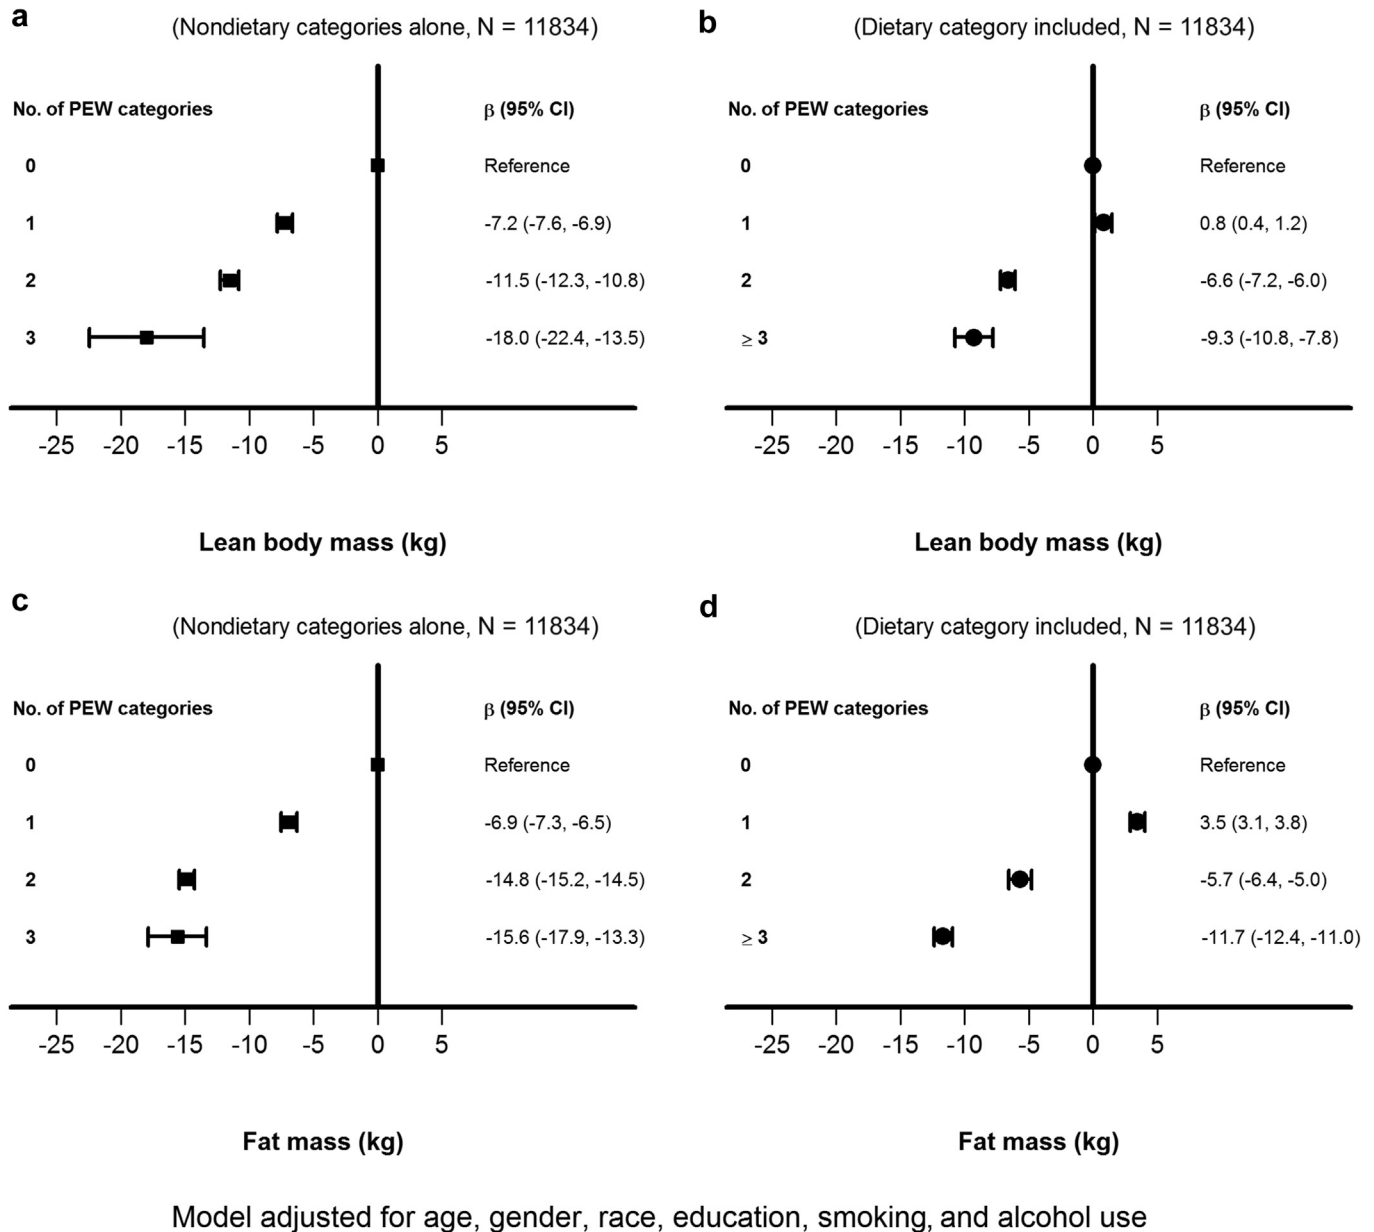 a
(Nondietary categories alone, N = 11834)
No. of PEW categories β (95% CI)
0 Reference
1 -7.2 (-7.6, -6.9)
2 -11.5 (-12.3, -10.8)
3 -18.0 (-22.4, -13.5)
-25 -20 -15 -10 -5 0 5
Lean body mass (kg)
b
(Dietary category included, N = 11834)
No. of PEW categories β (95% CI)
0 Reference
1 0.8 (0.4, 1.2)
2 -6.6 (-7.2, -6.0)
≥ 3 -9.3 (-10.8, -7.8)
-25 -20 -15 -10 -5 0 5
Lean body mass (kg)
c
(Nondietary categories alone, N = 11834)
No. of PEW categories β (95% CI)
0 Reference
1 -6.9 (-7.3, -6.5)
2 -14.8 (-15.2, -14.5)
3 -15.6 (-17.9, -13.3)
-25 -20 -15 -10 -5 0 5
Fat mass (kg)
d
(Dietary category included, N = 11834)
No. of PEW categories β (95% CI)
0 Reference
1 3.5 (3.1, 3.8)
2 -5.7 (-6.4, -5.0)
≥ 3 -11.7 (-12.4, -11.0)
-25 -20 -15 -10 -5 0 5
Fat mass (kg)
Model adjusted for age, gender, race, education, smoking, and alcohol use